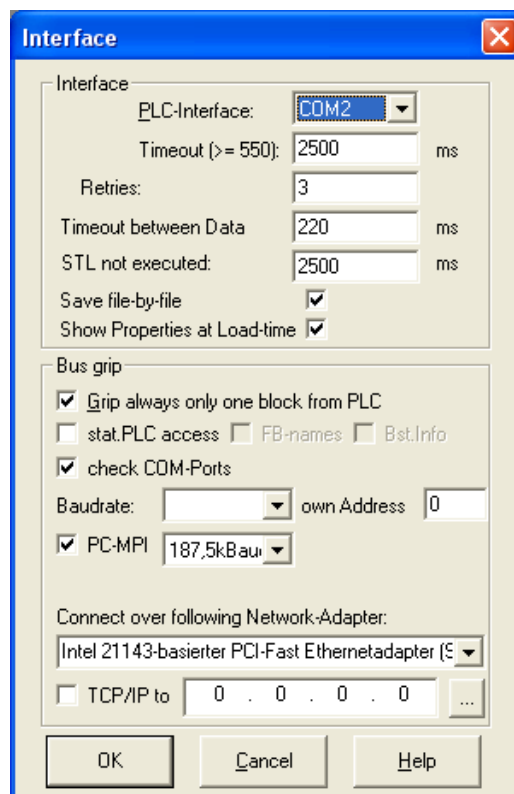 Interface
Interface
PLC-Interface: COM2
Timeout (>= 550): 2500 ms
Retries: 3
Timeout between Data 220 ms
STL not executed: 2500 ms
Save file-by-file
Show Properties at Load-time
Bus grip
Grip always only one block from PLC
stat.PLC access FB-names Bst.Info
check COM-Ports
Baudrate: own Address 0
PC-MPI 187,5kBau
Connect over following Network-Adapter:
Intel 21143-basierter PCI-Fast Ethernetadapter (S
TCP/IP to 0 . 0 . 0 . 0 ...
OK Cancel Help